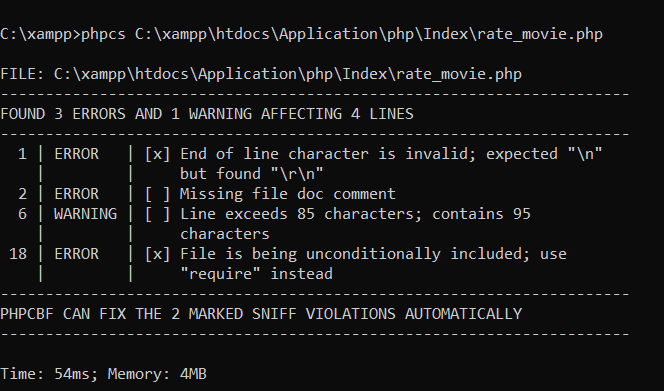 C:\xampp>phpcs C:\xampp\htdocs\Application\php\Index\rate_movie.php
FILE: C:\xampp\htdocs\Application\php\Index\rate_movie.php
----------------------------------------------------------------------
FOUND 3 ERRORS AND 1 WARNING AFFECTING 4 LINES
----------------------------------------------------------------------
  1 | ERROR   | [x] End of line character is invalid; expected "\n"
    |         |     but found "\r\n"
  2 | ERROR   | [ ] Missing file doc comment
  6 | WARNING | [ ] Line exceeds 85 characters; contains 95
    |         |     characters
 18 | ERROR   | [x] File is being unconditionally included; use
    |         |     "require" instead
----------------------------------------------------------------------
PHPCBF CAN FIX THE 2 MARKED SNIFF VIOLATIONS AUTOMATICALLY
----------------------------------------------------------------------
Time: 54ms; Memory: 4MB